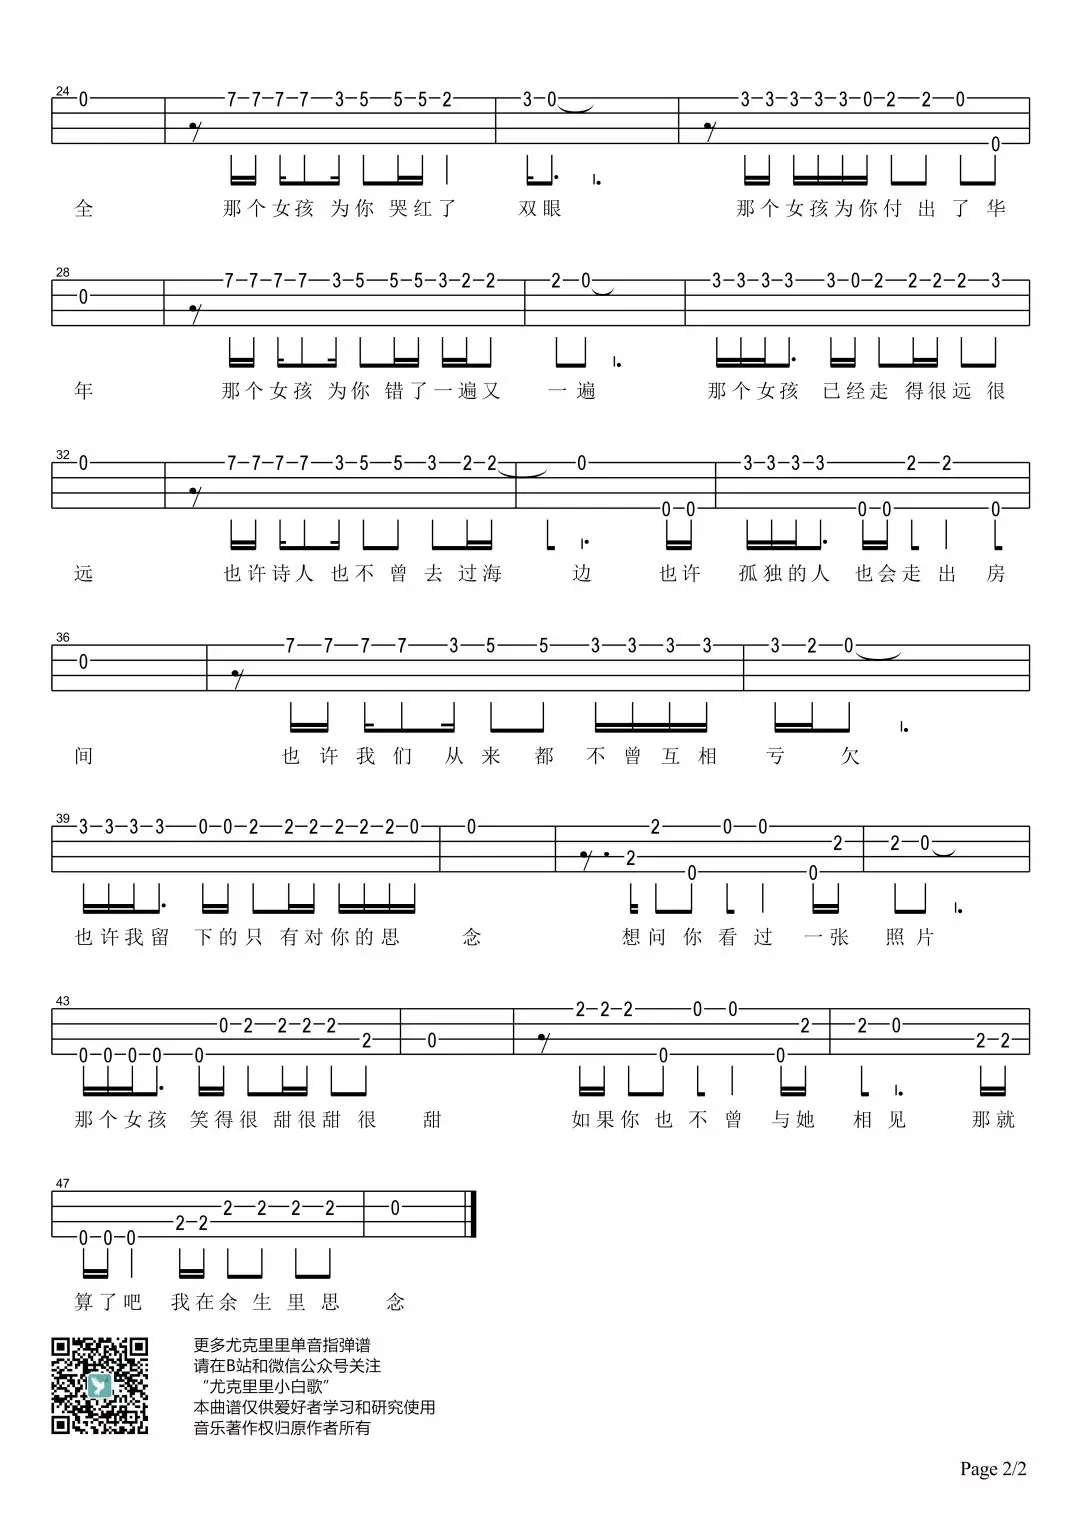 24 0 7 7 7 7 3 5 5 5 2 3 0 3 3 3 3 3 0 2 2 0 0
全 那个女孩 为你 哭红了 双眼 那个女孩为你付 出了 华
28 0 7 7 7 7 3 5 5 5 3 2 2 2 0 3 3 3 3 3 0 2 2 2 2 3
年 那个女孩 为你 错了一遍又 一遍 那个女孩 已经走 得很远很
32 0 7 7 7 7 3 5 5 3 2 2 0 0 0 3 3 3 3 0 0 2 2 0
远 也许诗人 也不 曾 去 过海 边 也许 孤独的人 也会走 出 房
36 0 7 7 7 7 3 5 5 3 3 3 3 3 2 0
间 也许我们 从来 都 不曾互相 亏 欠
39 3 3 3 3 0 0 2 2 2 2 2 2 0 0 2 2 0 0 0 0 2 2 0
也许我留 下的只 有对你的思 念 想问 你 看过 一张 照片
43 0 0 0 0 0 0 2 2 2 2 2 0 2 2 2 0 0 0 0 2 2 0 2 2
那个女孩 笑得很 甜很甜 很 甜 如果你 也 不曾 与她 相见 那就
47 0 0 0 2 2 2 2 2 2 0
算了吧 我在余 生 里思 念
更多尤克里里单音指弹谱
请在B站和微信公众号关注
“尤克里里小白歌”
本曲谱仅供爱好者学习和研究使用
音乐著作权归原作者所有
Page 2/2